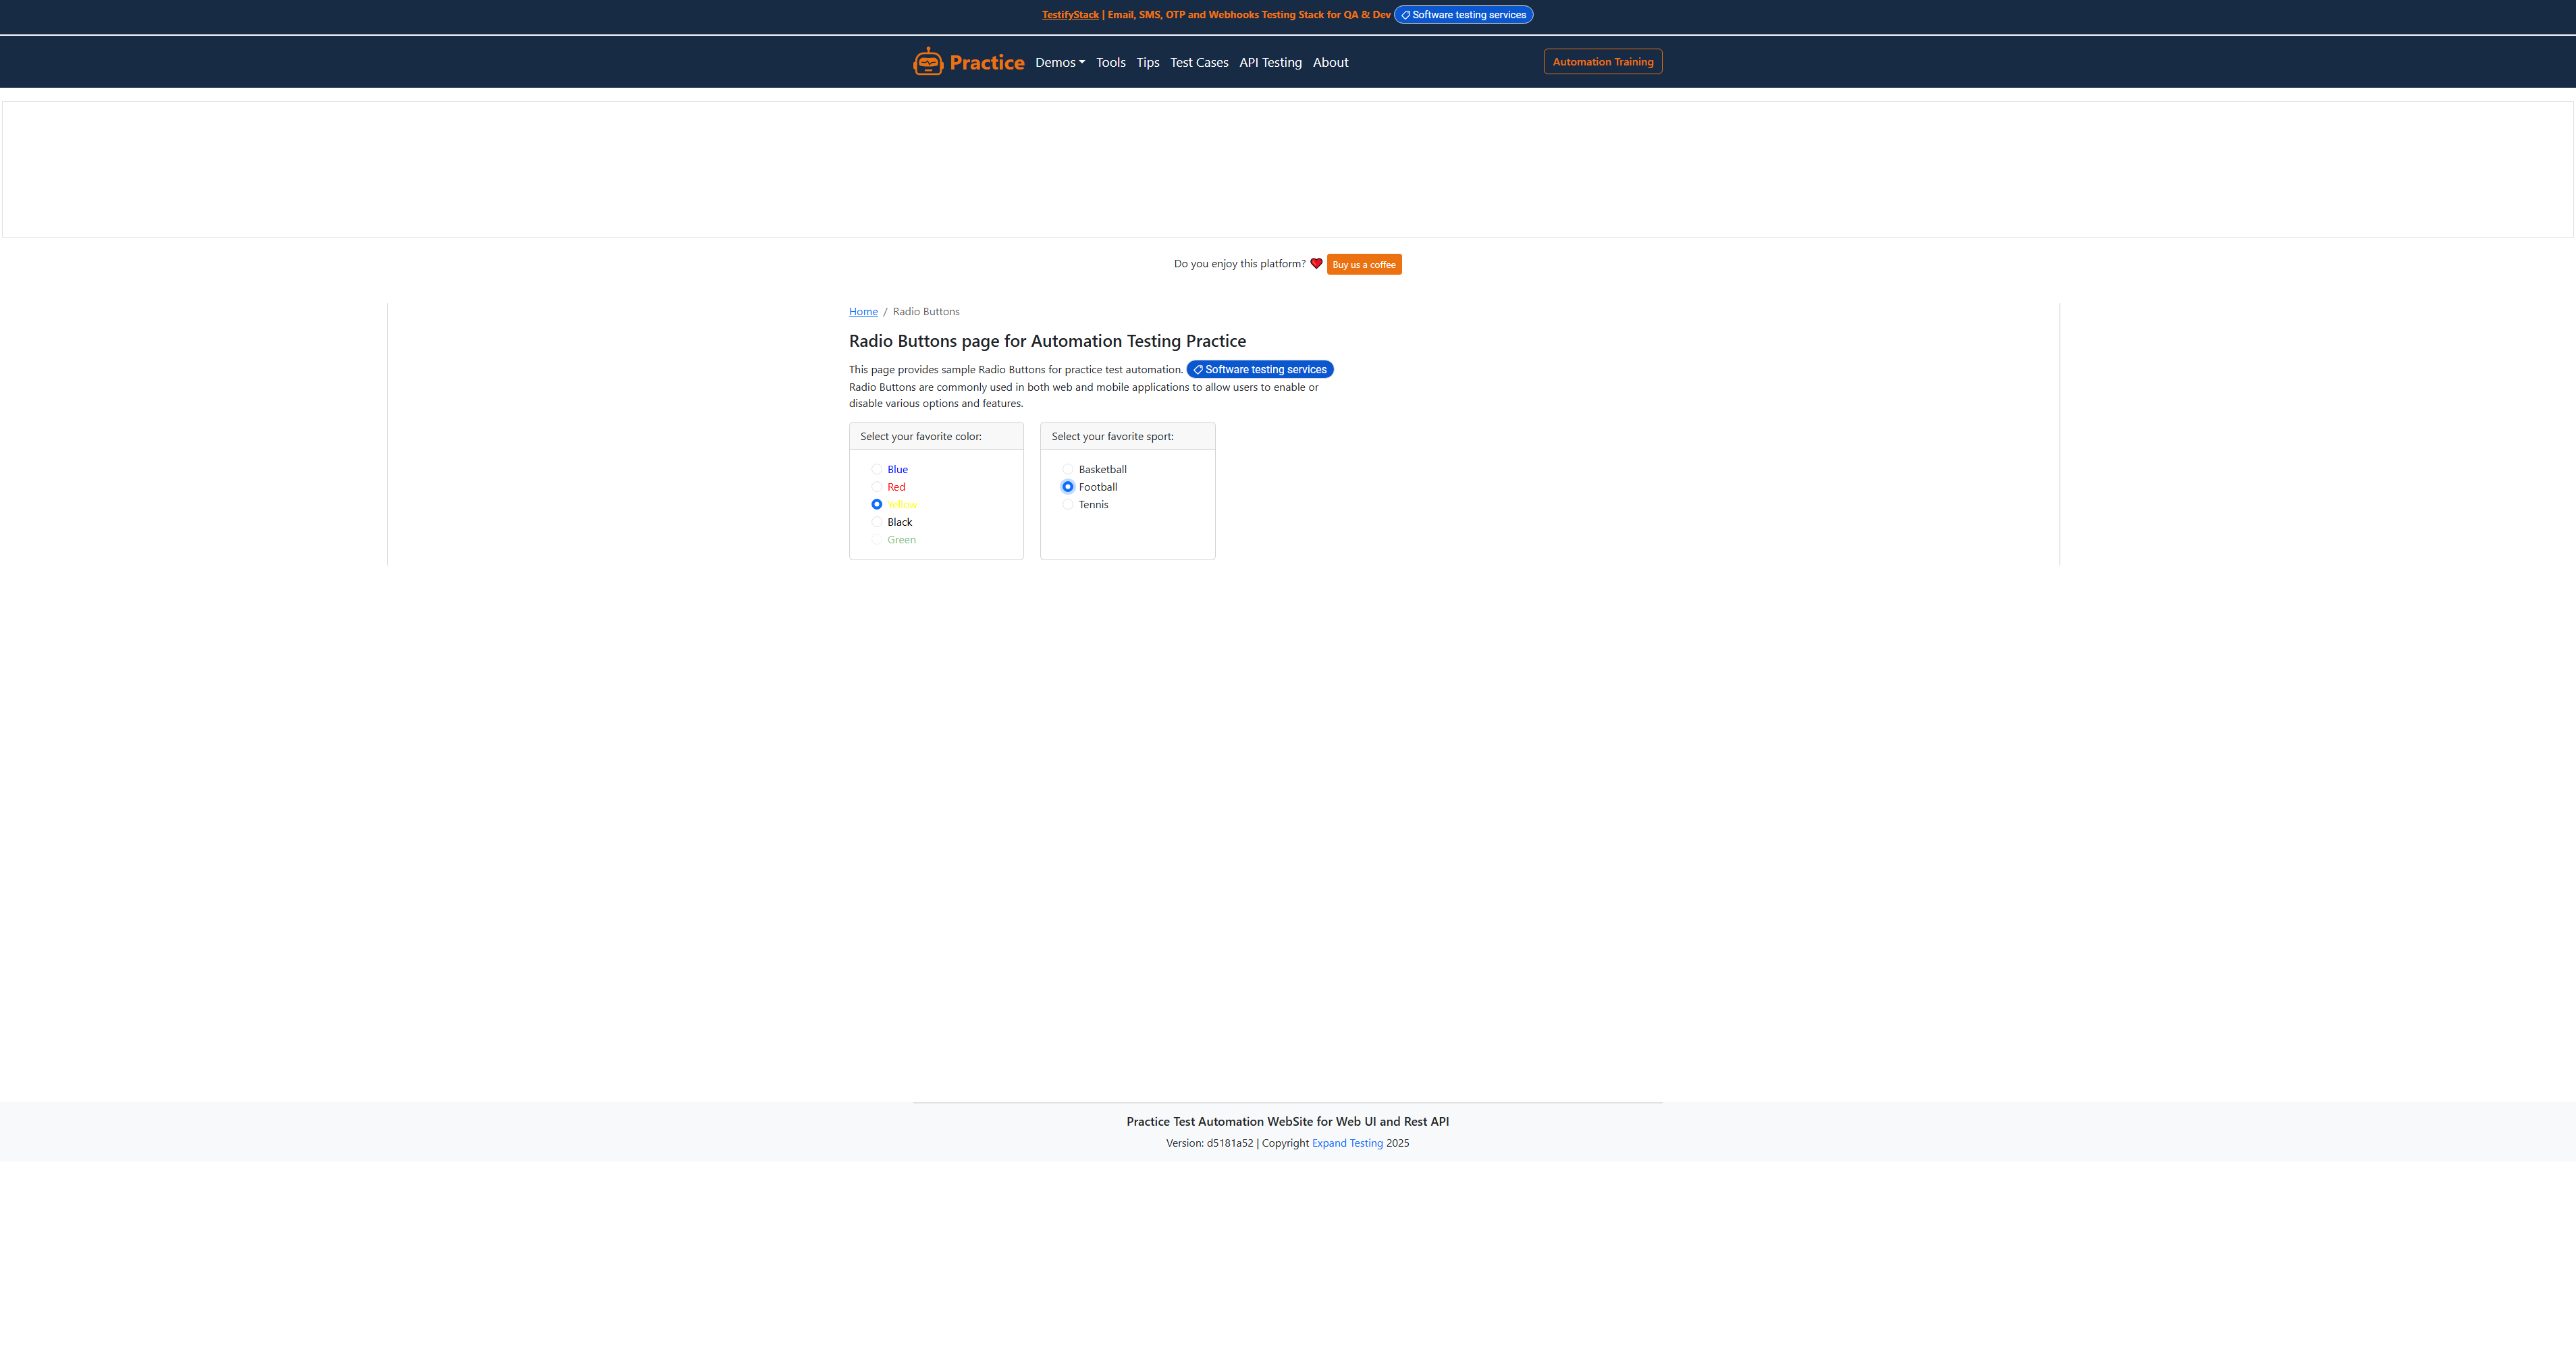 TestifyStack | Email, SMS, OTP and Webhooks Testing Stack for QA & Dev Software testing services
Practice Demos Tools Tips Test Cases API Testing About Automation Training
Do you enjoy this platform? Buy us a coffee
Home / Radio Buttons
Radio Buttons page for Automation Testing Practice
This page provides sample Radio Buttons for practice test automation. Software testing services
Radio Buttons are commonly used in both web and mobile applications to allow users to enable or
disable various options and features.
Select your favorite color:
Blue
Red
Yellow
Black
Green
Select your favorite sport:
Basketball
Football
Tennis
Practice Test Automation WebSite for Web UI and Rest API
Version: d5181a52 | Copyright Expand Testing 2025